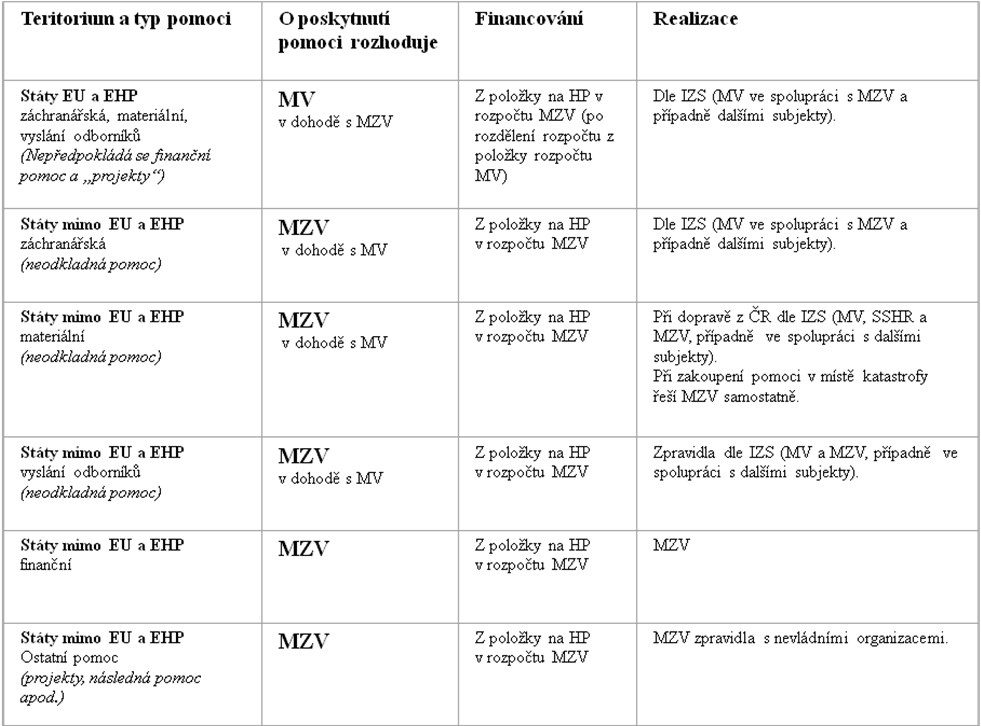 Teritorium a typ pomoci
O poskytnutí
pomoci rozhoduje
Financování
Realizace
Státy EU a EHP
záchranářská, materiální,
vyslání odborníků
(Nepředpokládá se finanční
pomoc a „projekty“)
MV
v dohodě s MZV
Z položky na HP v
rozpočtu MZV (po
rozdělení rozpočtu z
položky rozpočtu
MV)
Dle IZS (MV ve spolupráci s MZV a
případně dalšími subjekty).
Státy mimo EU a EHP
záchranářská
(neodkladná pomoc)
MZV
v dohodě s MV
Z položky na HP
v rozpočtu MZV
Dle IZS (MV ve spolupráci s MZV a
případně dalšími subjekty).
Státy mimo EU a EHP
materiální
(neodkladná pomoc)
MZV
v dohodě s MV
Z položky na HP
v rozpočtu MZV
Při dopravě z ČR dle IZS (MV, SSHR a
MZV, případně ve spolupráci s dalšími
subjekty).
Při zakoupení pomoci v místě katastrofy
řeší MZV samostatně.
Státy mimo EU a EHP
vyslání odborníků
(neodkladná pomoc)
MZV
v dohodě s MV
Z položky na HP
v rozpočtu MZV
Zpravidla dle IZS (MV a MZV, případně ve
spolupráci s dalšími subjekty).
Státy mimo EU a EHP
finanční
MZV
Z položky na HP
v rozpočtu MZV
MZV
Státy mimo EU a EHP
Ostatní pomoc
(projekty, následná pomoc
apod.)
MZV
Z položky na HP
v rozpočtu MZV
MZV zpravidla s nevládními organizacemi.